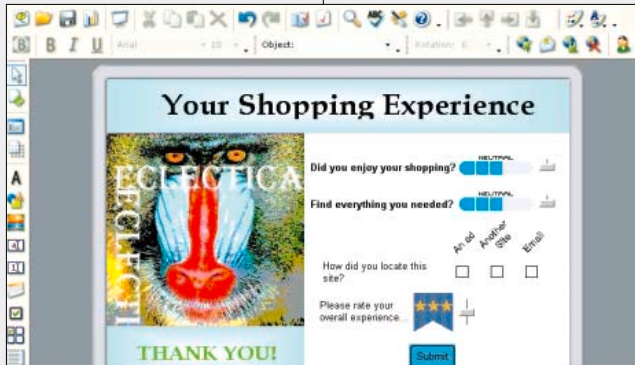 B I U Arial 10 Object: Rotation: 0
Your Shopping Experience
ECLECTICA
ECLECTI
NEUTRAL
Did you enjoy your shopping?
NEUTRAL
Find everything you needed?
An ad
Another
Site
Email
How did you locate this
site?
Please rate your
overall experience...
THANK YOU!
Submit